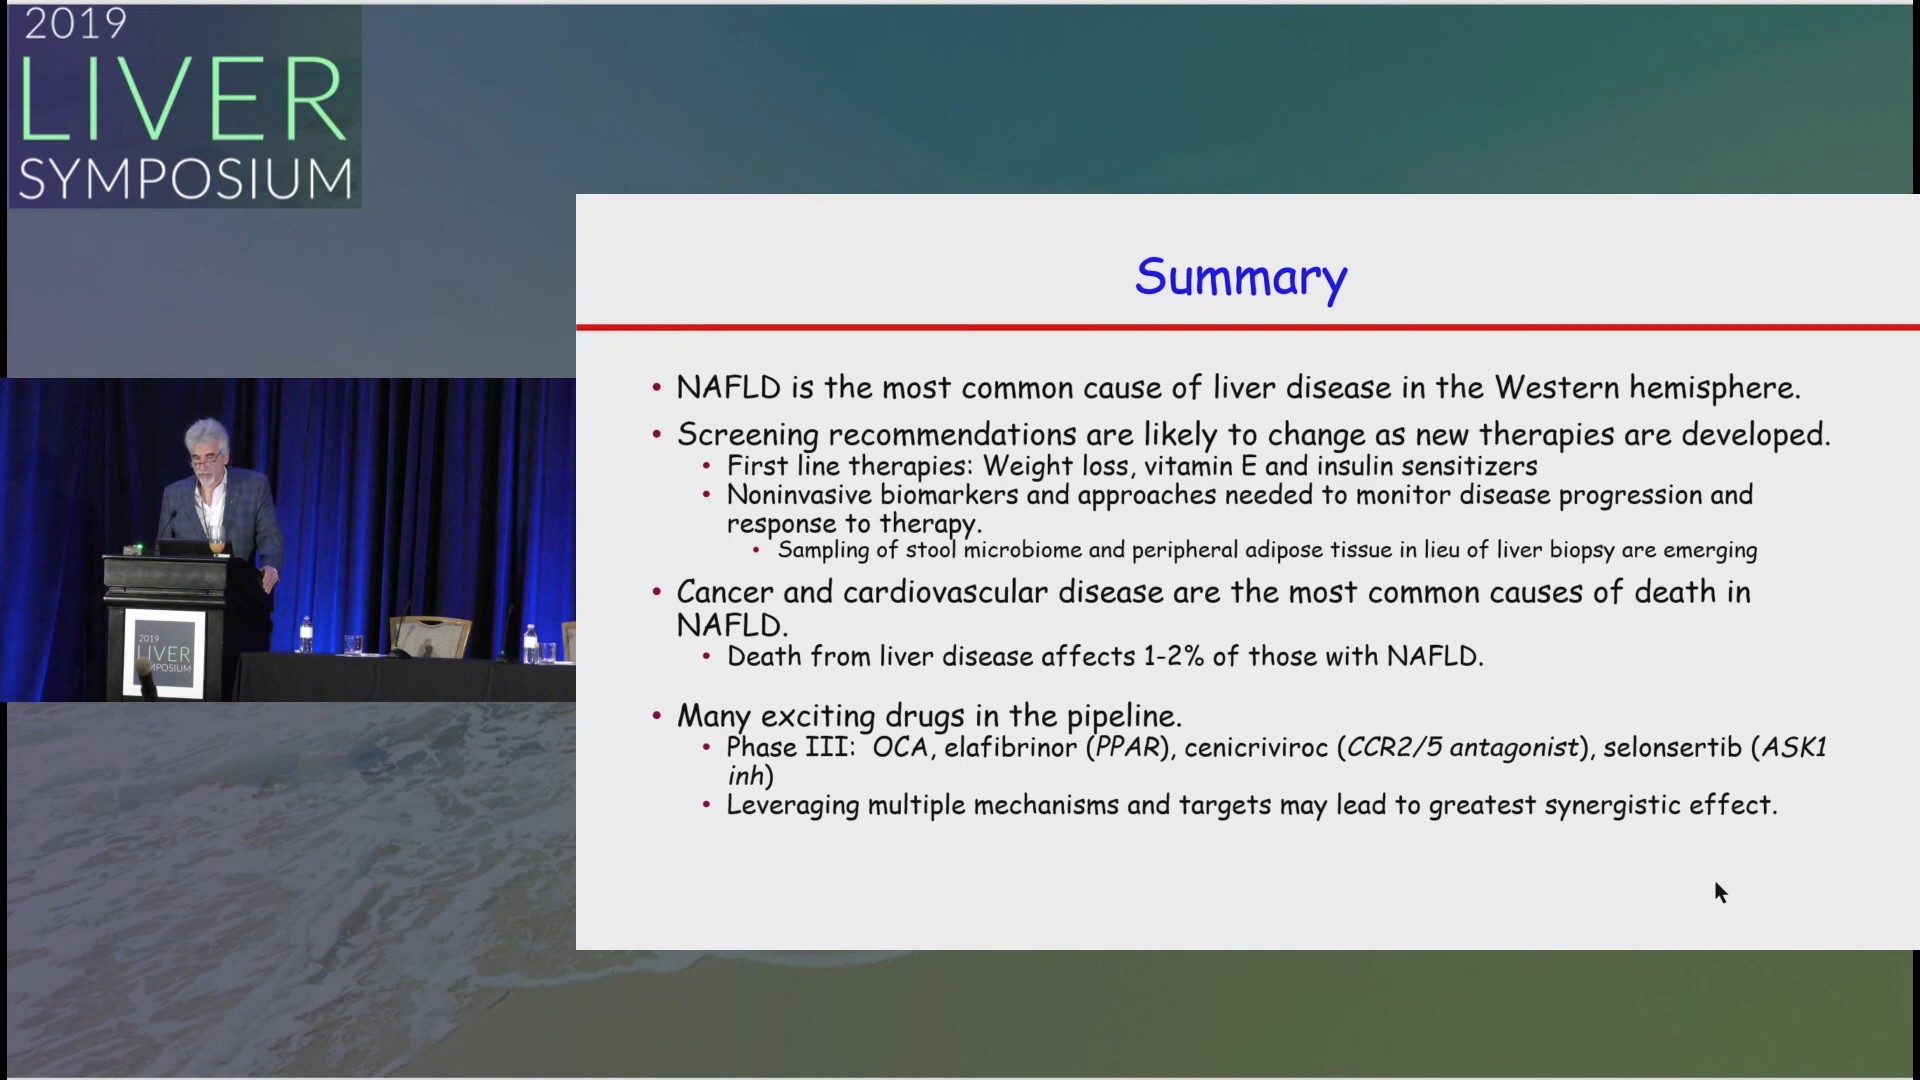 2019
LIVER
SYMPOSIUM
Summary
• NAFLD is the most common cause of liver disease in the Western hemisphere.
• Screening recommendations are likely to change as new therapies are developed.
• First line therapies: Weight loss, vitamin E and insulin sensitizers
• Noninvasive biomarkers and approaches needed to monitor disease progression and
response to therapy.
• Sampling of stool microbiome and peripheral adipose tissue in lieu of liver biopsy are emerging
• Cancer and cardiovascular disease are the most common causes of death in
NAFLD.
• Death from liver disease affects 1-2% of those with NAFLD.
• Many exciting drugs in the pipeline.
• Phase III: OCA, elafibrinor (PPAR), cenicriviroc (CCR2/5 antagonist), selonsertib (ASK1
inh)
• Leveraging multiple mechanisms and targets may lead to greatest synergistic effect.
2019
LIVER
MPOSIUM